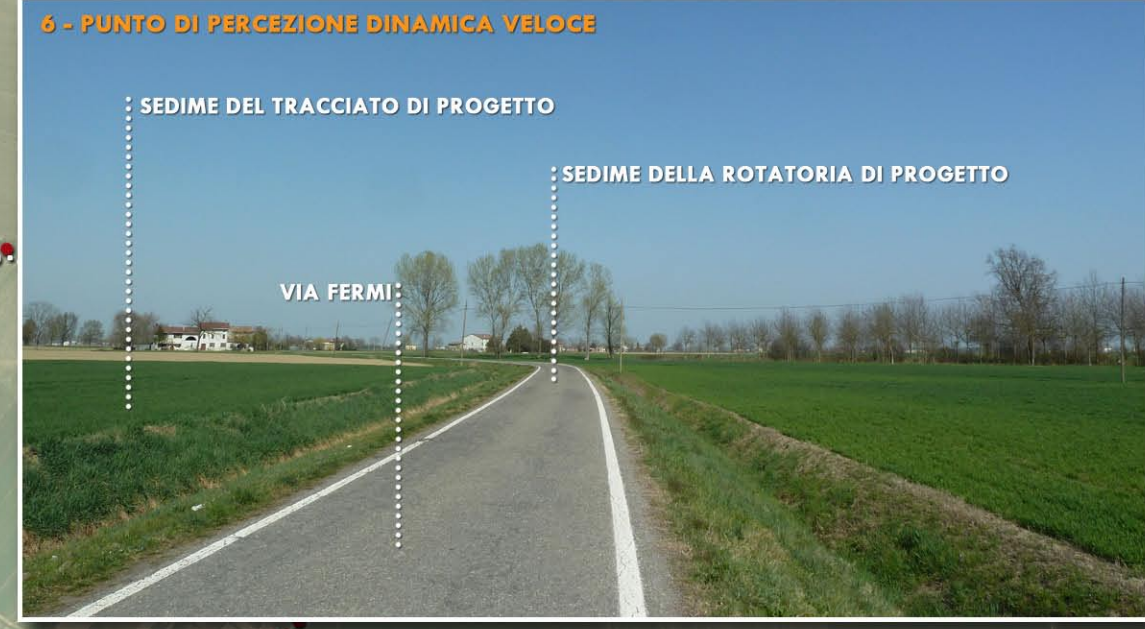 6 - PUNTO DI PERCEZIONE DINAMICA VELOCE
SEDIME DEL TRACCIATO DI PROGETTO
SEDIME DELLA ROTATORIA DI PROGETTO
VIA FERMI